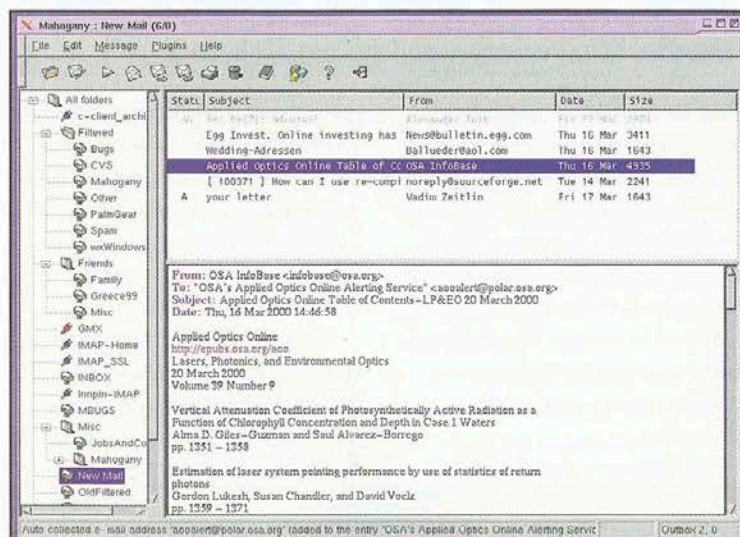 Mahogany : New Mail (6/8)
File Edit Message Plugins Help
All folders
c-client_archi
Filtered
Bugs
CVS
Mahogany
Other
PalmGear
Spam
wxWindows
Friends
Family
Greece99
Misc
GMX
IMAP-Home
IMAP_SSL
INBOX
Innpin-IMAP
MBUGS
Misc
JobsAndCo
Mahogany
New Mail
OldFiltered
Statu Subject From Date Size
Egg Invest. Online investing has News@bulletin.egg.com Thu 16 Mar 3411
Wedding-Adressen Ballueder@aol.com Thu 16 Mar 1643
Applied Optics Online Table of Co OSA InfoBase Thu 16 Mar 4935
[ 100371 ] How can I use re-compi noreply@sourceforge.net Tue 14 Mar 2241
A your letter Vadim Zeitlin Fri 17 Mar 1643
From: OSA InfoBase <infobase@osa.org>
To: "OSA's Applied Optics Online Alerting Service" <aooalert@polar.osa.org>
Subject: Applied Optics Online Table of Contents-LP&EO 20 March 2000
Date: Thu, 16 Mar 2000 14:46:58
Applied Optics Online
http://epubs.osa.org/aoo
Lasers, Photonics, and Environmental Optics
20 March 2000
Volume 39 Number 9
Vertical Attenuation Coefficient of Photosynthetically Active Radiation as a
Function of Chlorophyll Concentration and Depth in Case 1 Waters
Alma D. Giles-Guzman and Saul Alvarez-Borrego
pp. 1351 - 1358
Estimation of laser system pointing performance by use of statistics of return
photons
Gordon Lukesh, Susan Chandler, and David Voelz
pp. 1359 - 1371
Auto collected e-mail address 'aooalert@polar.osa.org' (added to the entry 'OSA's Applied Optics Online Alerting Servic
Outbox 2, 0